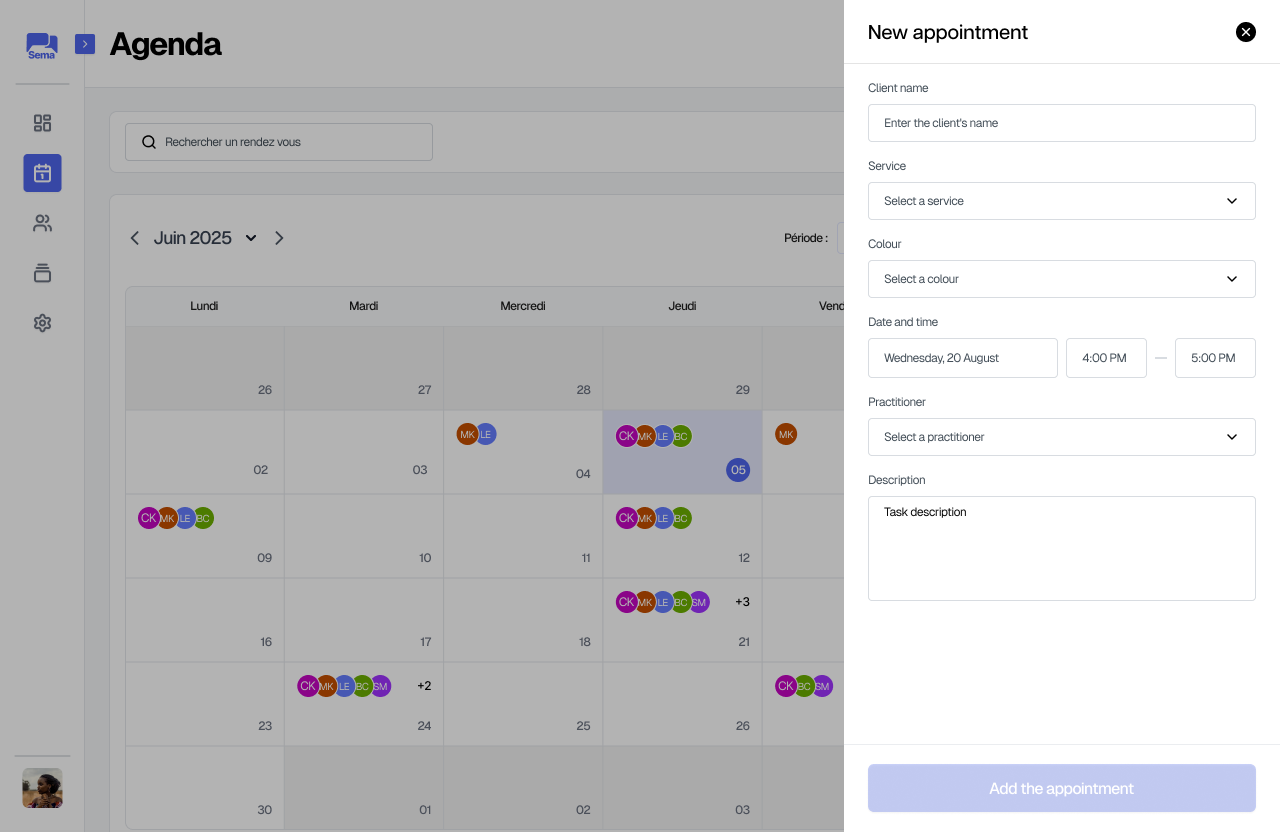 Sema
Agenda
Rechercher un rendez vous
Juin 2025
Période :
Lundi Mardi Mercredi Jeudi
26 27 28 29
MK LE CK MK LE BC MK
02 03 04 05
CK MK LE BC CK MK LE BC
09 10 11 12
CK MK LE BC SM +3
16 17 18 21
CK MK LE BC SM +2 CK BC SM
23 24 25 26
30 01 02 03
New appointment
Client name
Enter the client's name
Service
Select a service
Colour
Select a colour
Date and time
Wednesday, 20 August 4:00 PM — 5:00 PM
Practitioner
Select a practitioner
Description
Task description
Add the appointment